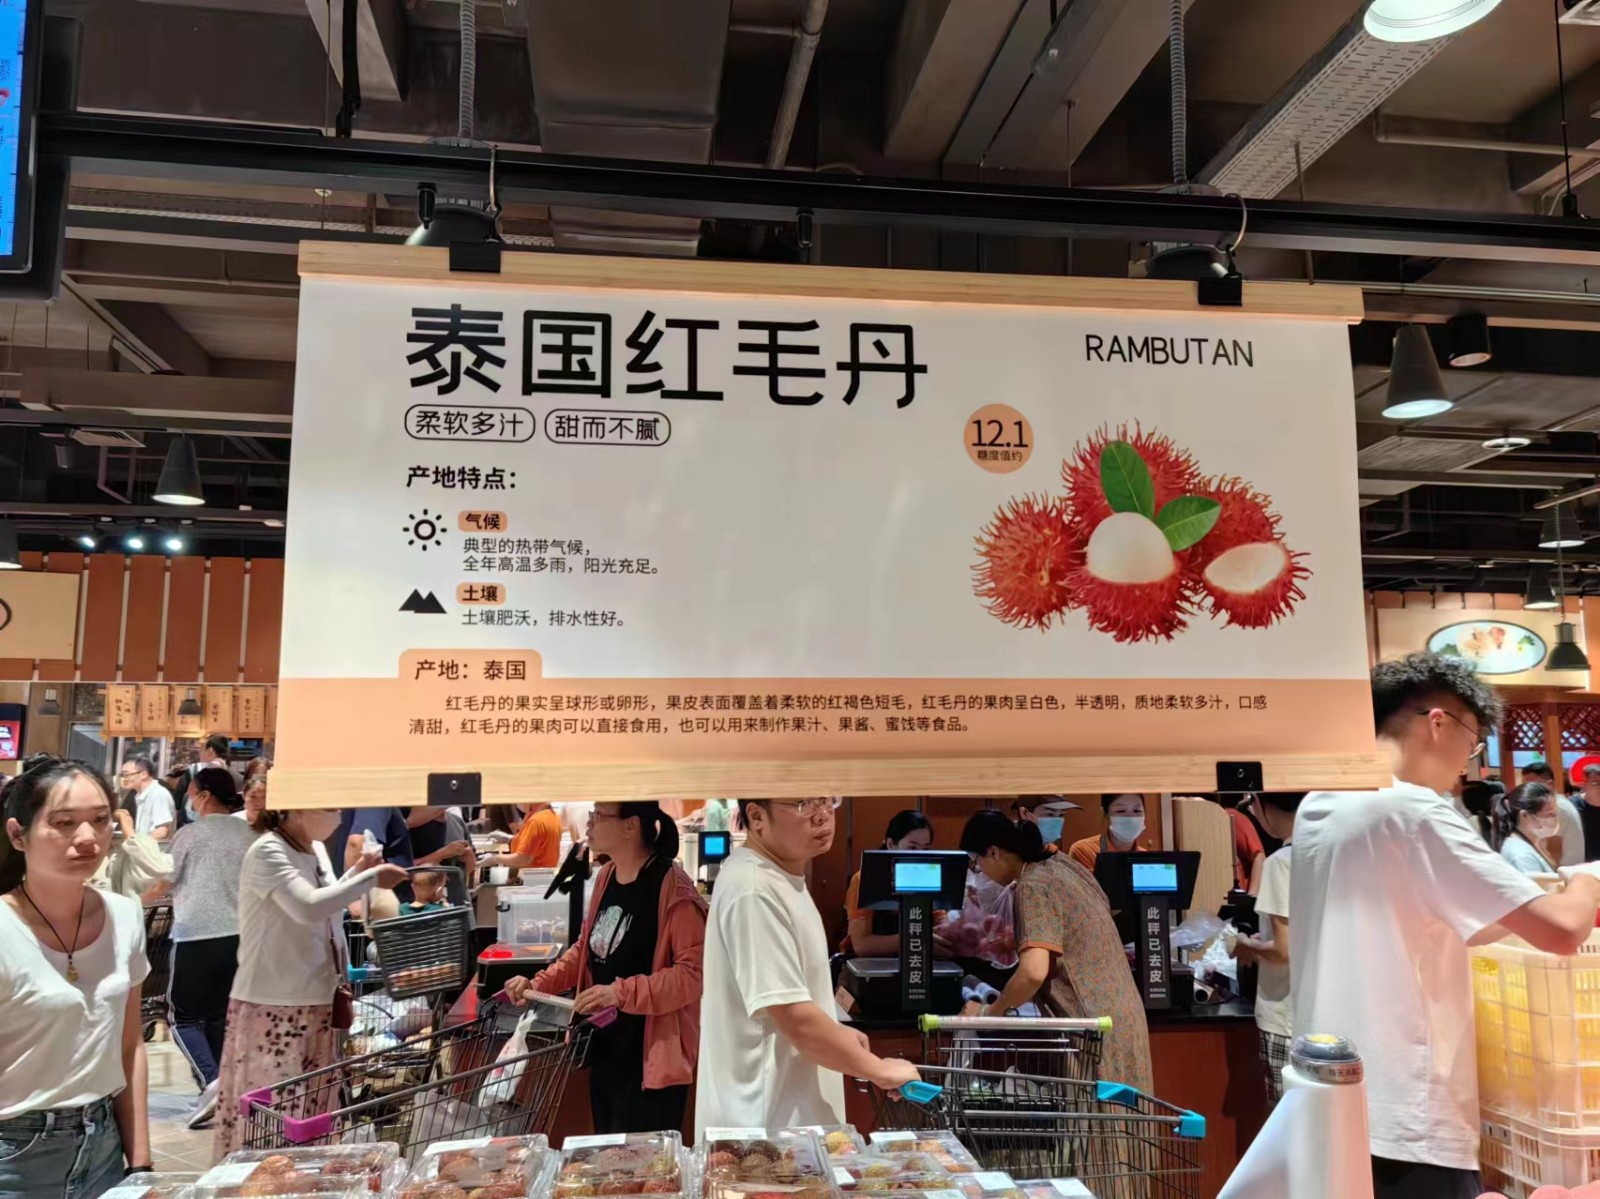 泰国红毛丹
RAMBUTAN
柔软多汁 甜而不腻
12.1
糖度值约
产地特点：
气候
典型的热带气候，
全年高温多雨，阳光充足。
土壤
土壤肥沃，排水性好。
产地：泰国
红毛丹的果实呈球形或卵形，果皮表面覆盖着柔软的红褐色短毛，红毛丹的果肉呈白色，半透明，质地柔软多汁，口感
清甜，红毛丹的果肉可以直接食用，也可以用来制作果汁、果酱、蜜饯等食品。
此秤已去皮
此秤已去皮